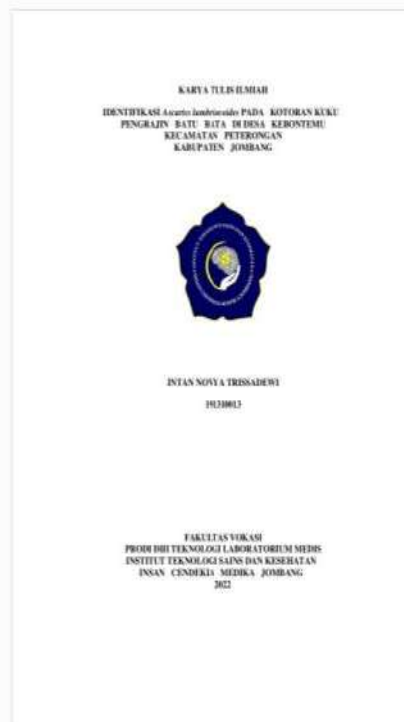 KARYA TULIS ILMIAH
IDENTIFIKASI Ascaris lumbricoides PADA KOTORAN KUKU
PENGRAJIN BATU BATA DI DESA KEBONTEMU
KECAMATAN PETERONGAN
KABUPATEN JOMBANG
INTAN NOVYA TRISSADEWI
191310013
FAKULTAS VOKASI
PRODI DIII TEKNOLOGI LABORATORIUM MEDIS
INSTITUT TEKNOLOGI SAINS DAN KESEHATAN
INSAN CENDEKIA MEDIKA JOMBANG
2022